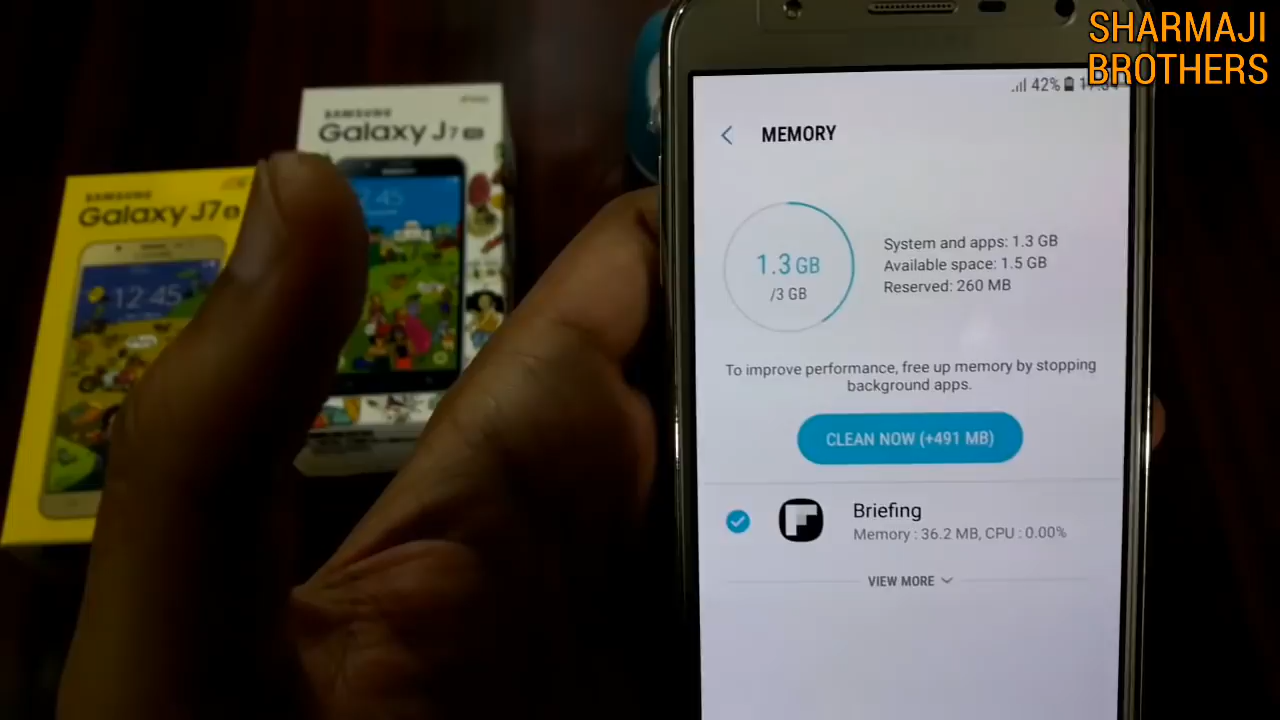 SHARMAJI
BROTHERS
42%
MEMORY
1.3 GB
/3 GB
System and apps: 1.3 GB
Available space: 1.5 GB
Reserved: 260 MB
To improve performance, free up memory by stopping
background apps.
CLEAN NOW (+491 MB)
Briefing
Memory : 36.2 MB, CPU : 0.00%
VIEW MORE
SAMSUNG
Galaxy J7
SAMSUNG
Galaxy J7
12:45